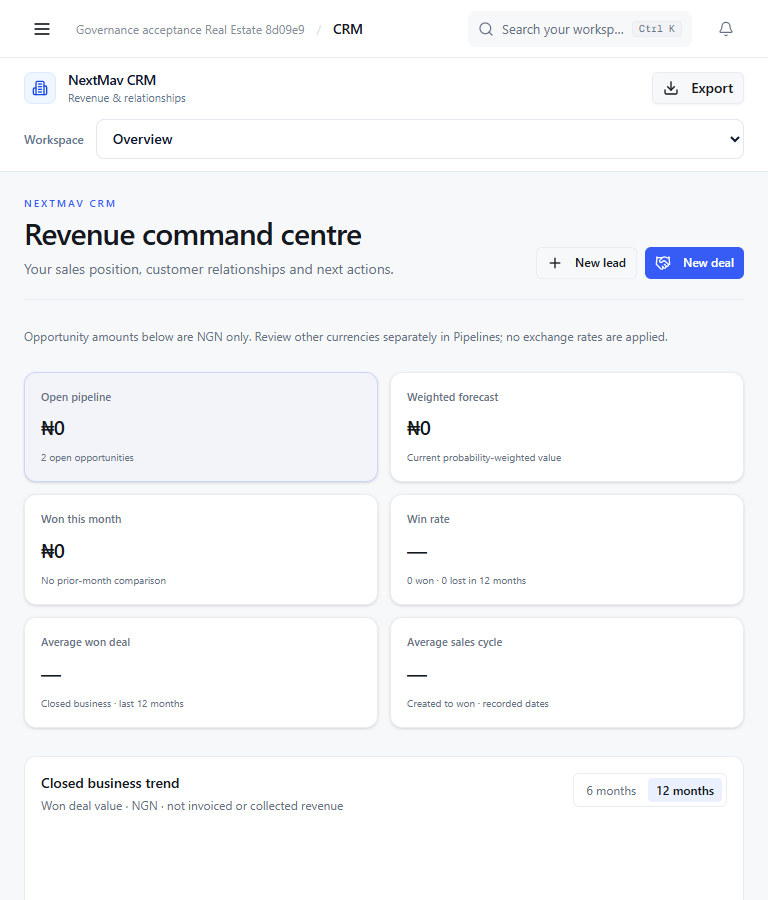 Governance acceptance Real Estate 8d09e9 / CRM
Search your worksp... Ctrl K
NextMav CRM
Revenue & relationships
Export
Workspace
Overview
NEXTMAV CRM
Revenue command centre
Your sales position, customer relationships and next actions.
New lead
New deal
Opportunity amounts below are NGN only. Review other currencies separately in Pipelines; no exchange rates are applied.
Open pipeline
₦0
2 open opportunities
Weighted forecast
₦0
Current probability-weighted value
Won this month
₦0
No prior-month comparison
Win rate
—
0 won · 0 lost in 12 months
Average won deal
—
Closed business · last 12 months
Average sales cycle
—
Created to won · recorded dates
Closed business trend
Won deal value · NGN · not invoiced or collected revenue
6 months
12 months